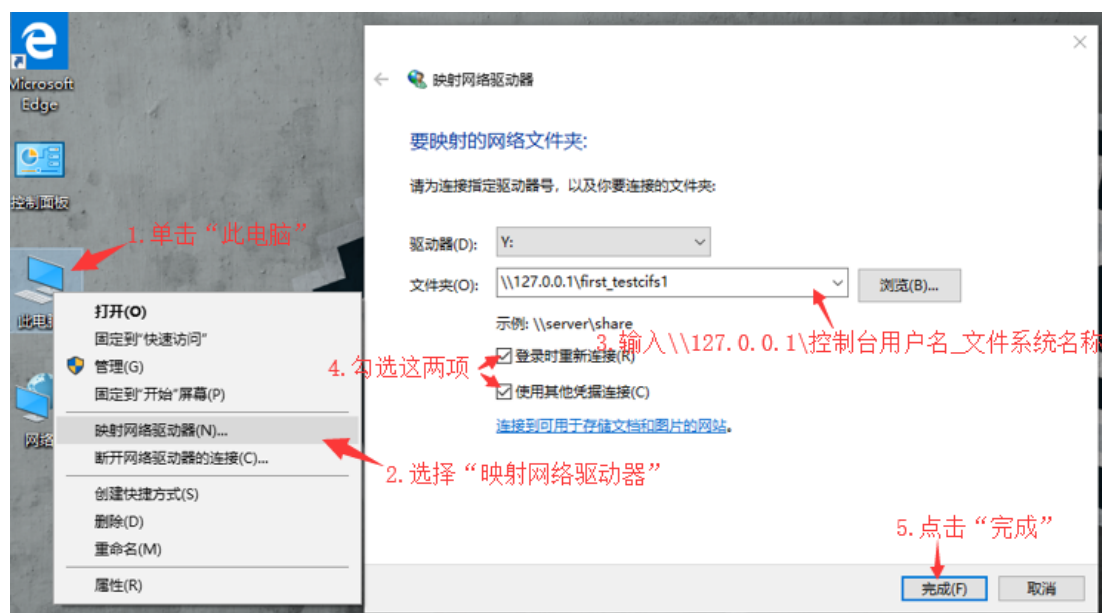 Microsoft
Edge
控制面板
1.单击“此电脑”
此电脑
打开(O)
固定到"快速访问"
管理(G)
固定到"开始"屏幕(P)
映射网络驱动器(N)...
断开网络驱动器的连接(C)...
创建快捷方式(S)
删除(D)
重命名(M)
属性(R)
网络
2.选择“映射网络驱动器”
映射网络驱动器
要映射的网络文件夹:
请为连接指定驱动器号，以及你要连接的文件夹:
驱动器(D):
Y:
文件夹(O):
\\127.0.0.1\first_testcifs1
浏览(B)...
示例: \\server\share
3.输入\\127.0.0.1\控制台用户名_文件系统名称
登录时重新连接(R)
4.勾选这两项
使用其他凭据连接(C)
连接到可用于存储文档和图片的网站。
5.点击“完成”
完成(F)
取消